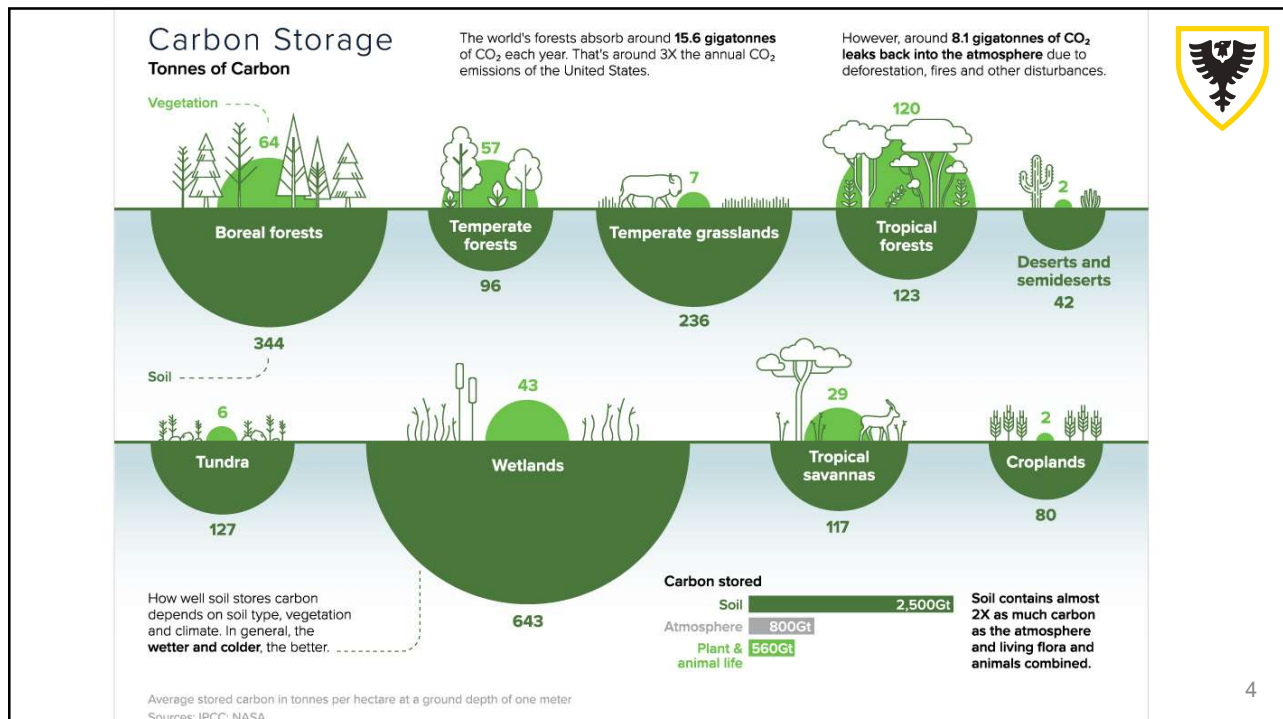 Carbon Storage
Tonnes of Carbon
The world's forests absorb around 15.6 gigatonnes
of CO₂ each year. That's around 3X the annual CO₂
emissions of the United States.
However, around 8.1 gigatonnes of CO₂
leaks back into the atmosphere due to
deforestation, fires and other disturbances.
Vegetation
64
57
7
120
2
Boreal forests
Temperate
forests
Temperate grasslands
Tropical
forests
Deserts and
semideserts
344
96
236
123
42
Soil
6
43
29
2
Tundra
Wetlands
Tropical
savannas
Croplands
127
643
117
80
How well soil stores carbon
depends on soil type, vegetation
and climate. In general, the
wetter and colder, the better.
Carbon stored
Soil 2,500Gt
Atmosphere 800Gt
Plant & 560Gt
animal life
Soil contains almost
2X as much carbon
as the atmosphere
and living flora and
animals combined.
Average stored carbon in tonnes per hectare at a ground depth of one meter
Sources: IPCC; NASA
4